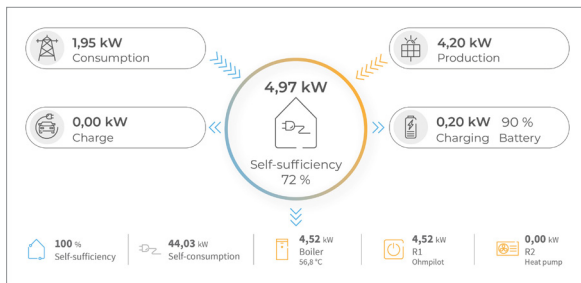 1,95 kW
Consumption
4,20 kW
Production
4,97 kW
0,00 kW
Charge
0,20 kW 90 %
Charging Battery
Self-sufficiency
72 %
100 %
Self-sufficiency
44,03 kW
Self-consumption
4,52 kW
Boiler
56,8 °C
4,52 kW
R1
Ohmpilot
0,00 kW
R2
Heat pump